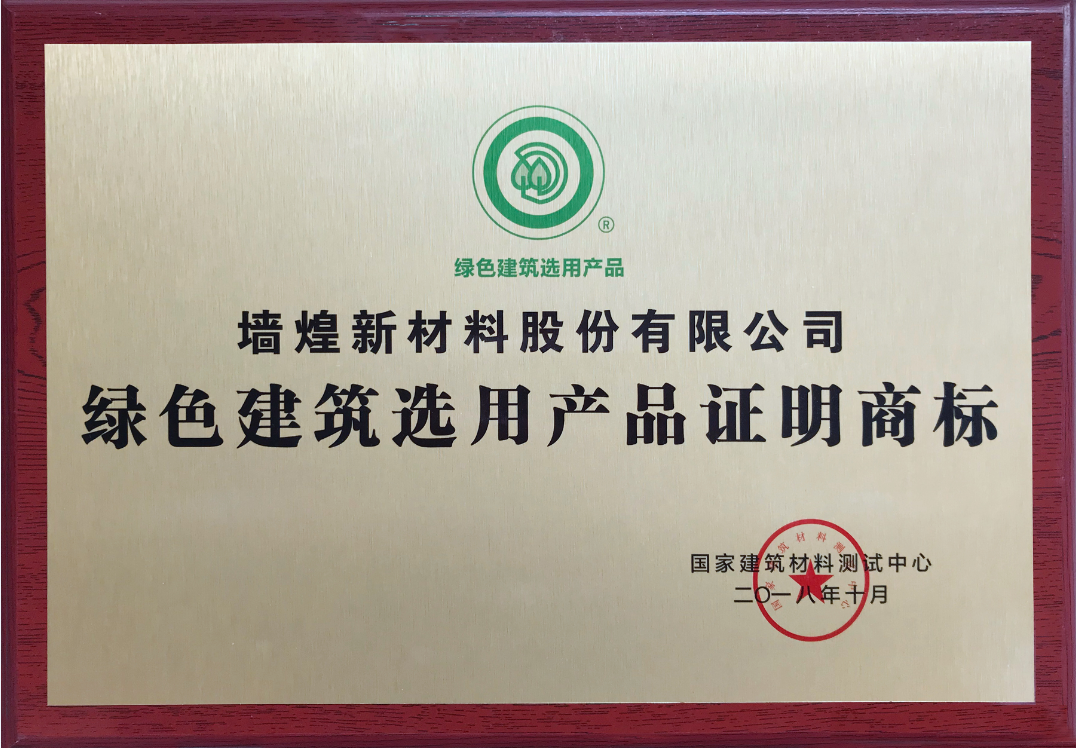 ®
绿色建筑选用产品
墙煌新材料股份有限公司
绿色建筑选用产品证明商标
国家建筑材料测试中心
二〇一八年十月